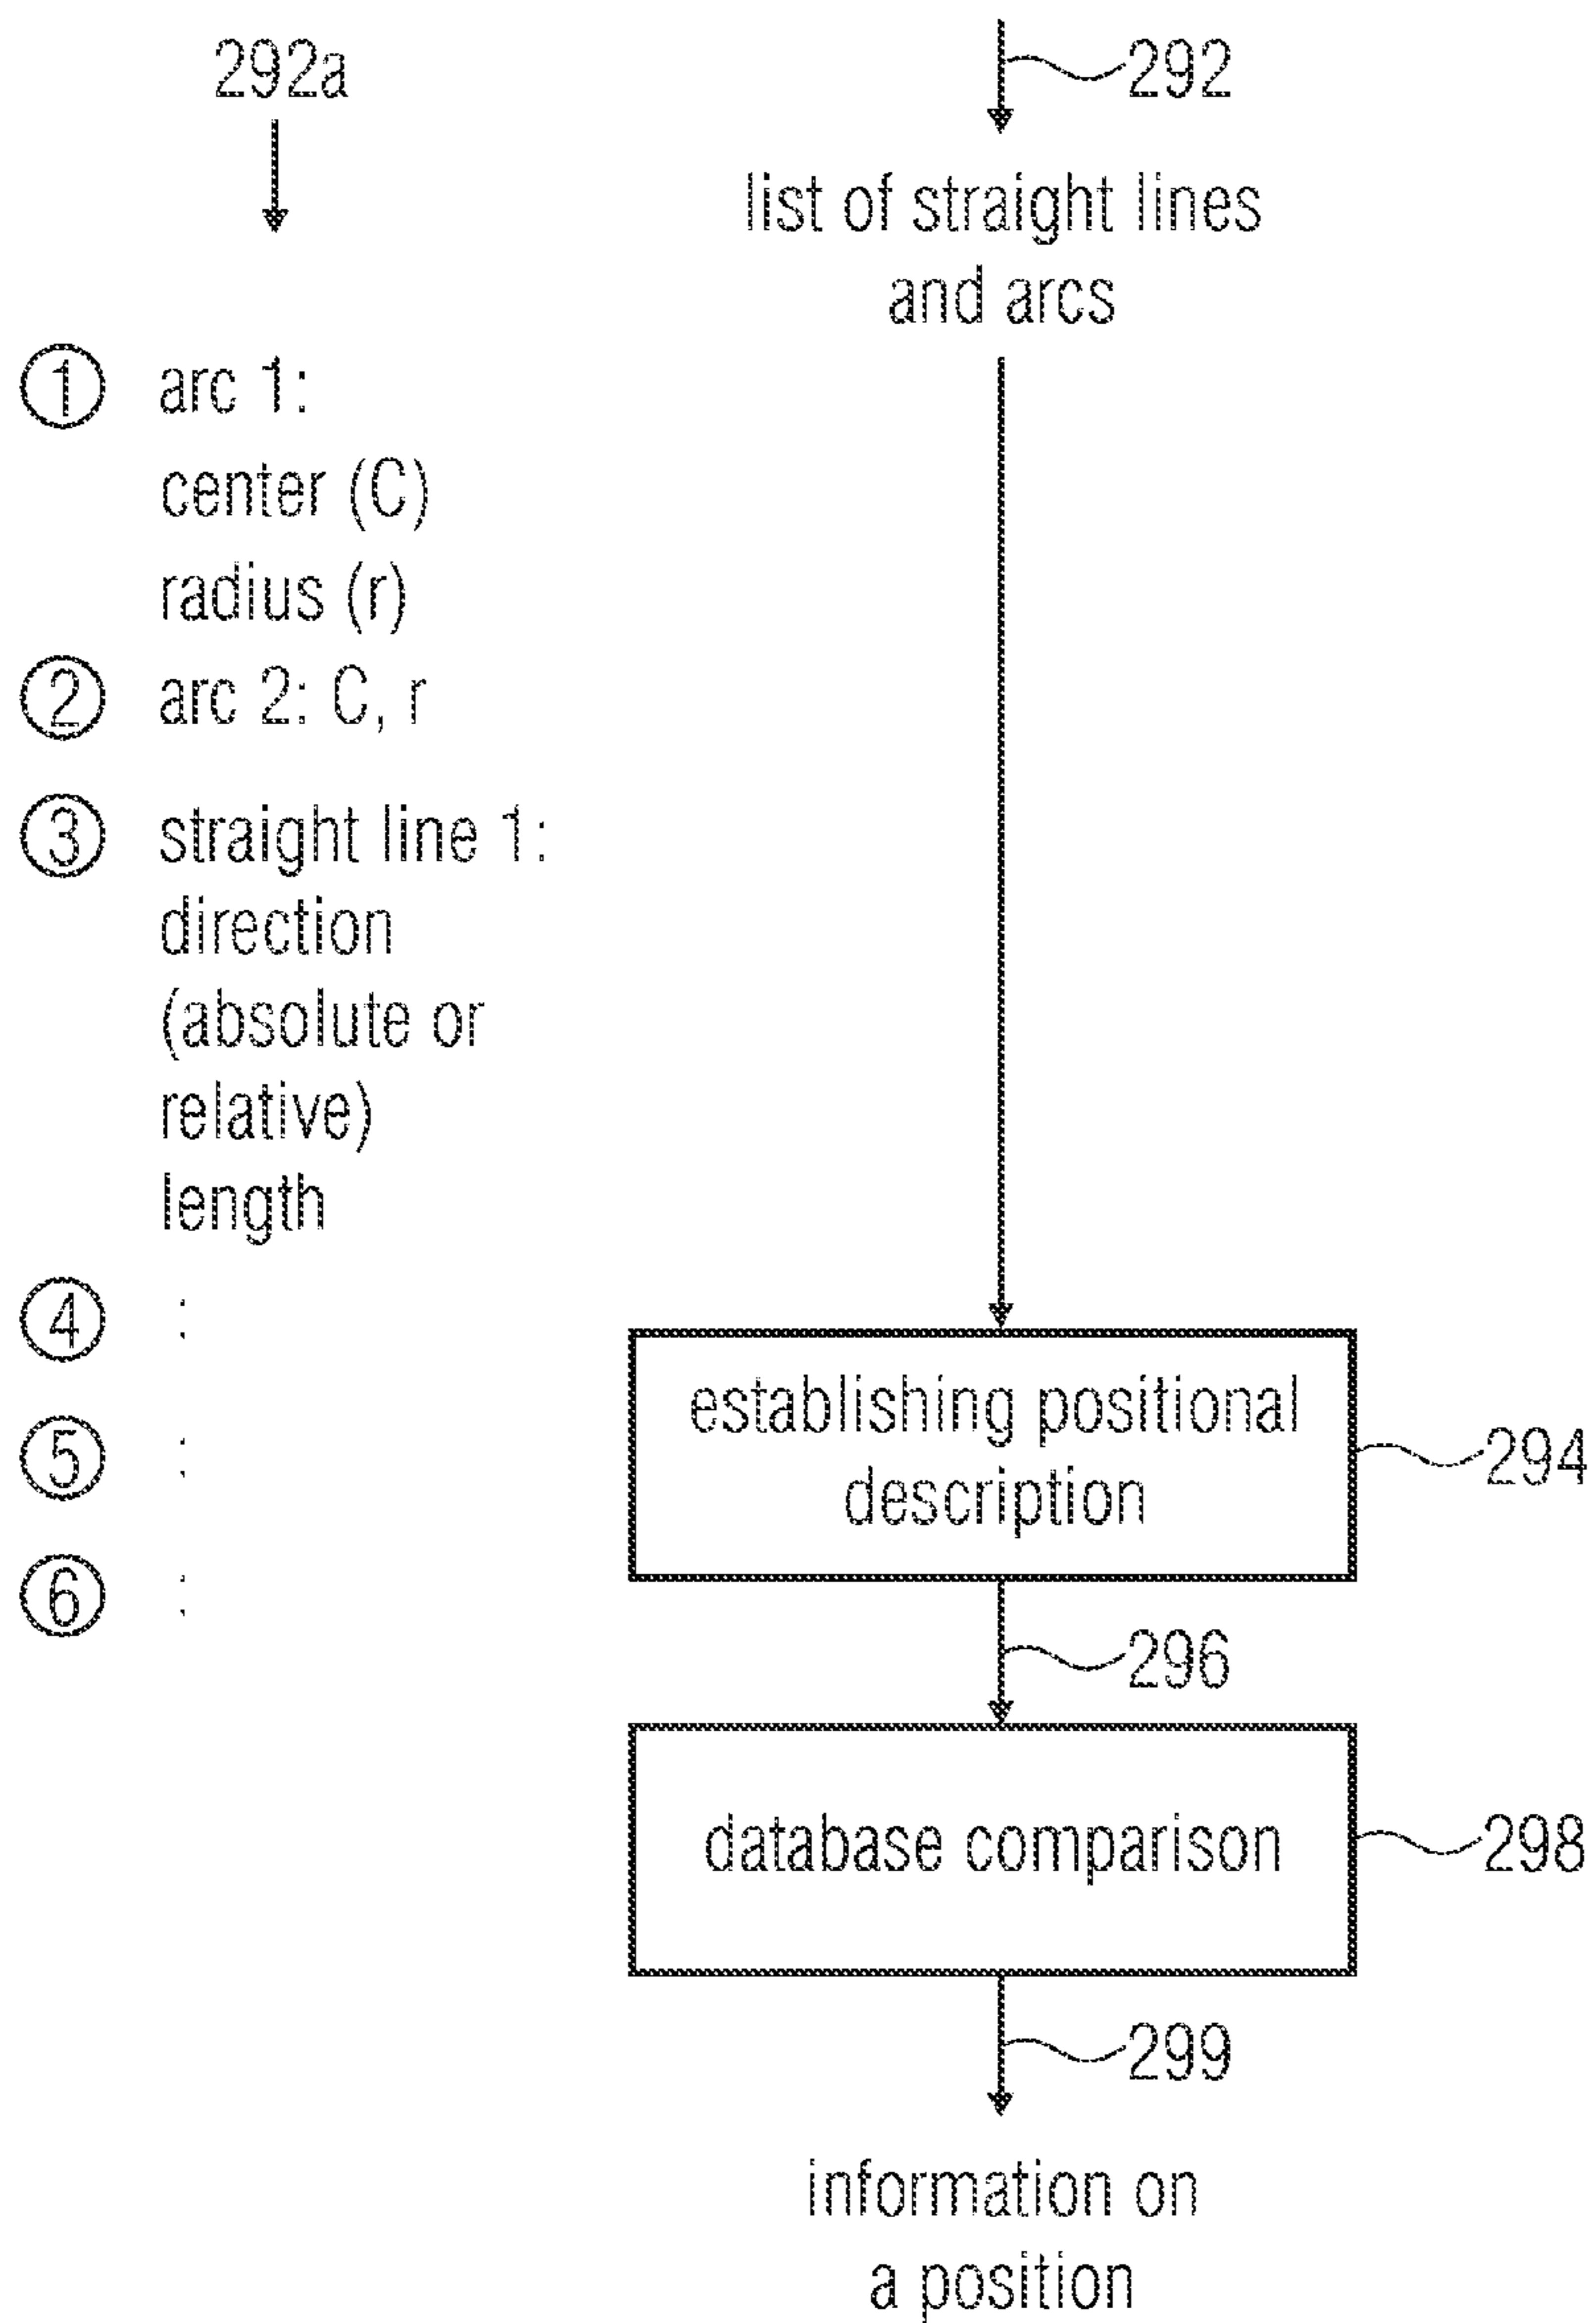 292a
① arc 1:
center (C)
radius (r)
② arc 2: C, r
③ straight line 1:
direction
(absolute or
relative)
length
④ :
⑤ :
⑥ :
292
list of straight lines
and arcs
establishing positional
description
294
296
database comparison
298
299
information on
a position